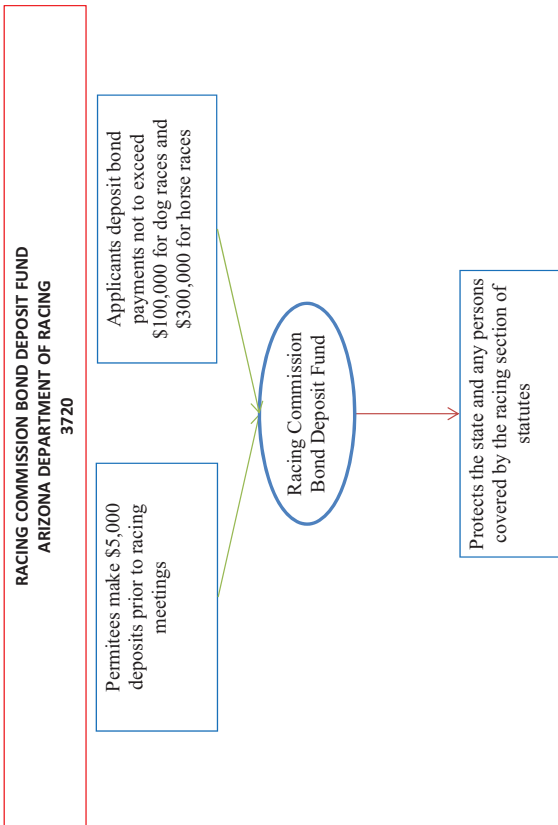 RACING COMMISSION BOND DEPOSIT FUND
ARIZONA DEPARTMENT OF RACING
3720
Permitees make $5,000
deposits prior to racing
meetings
Applicants deposit bond
payments not to exceed
$100,000 for dog races and
$300,000 for horse races
Racing Commission
Bond Deposit Fund
Protects the state and any persons
covered by the racing section of
statutes